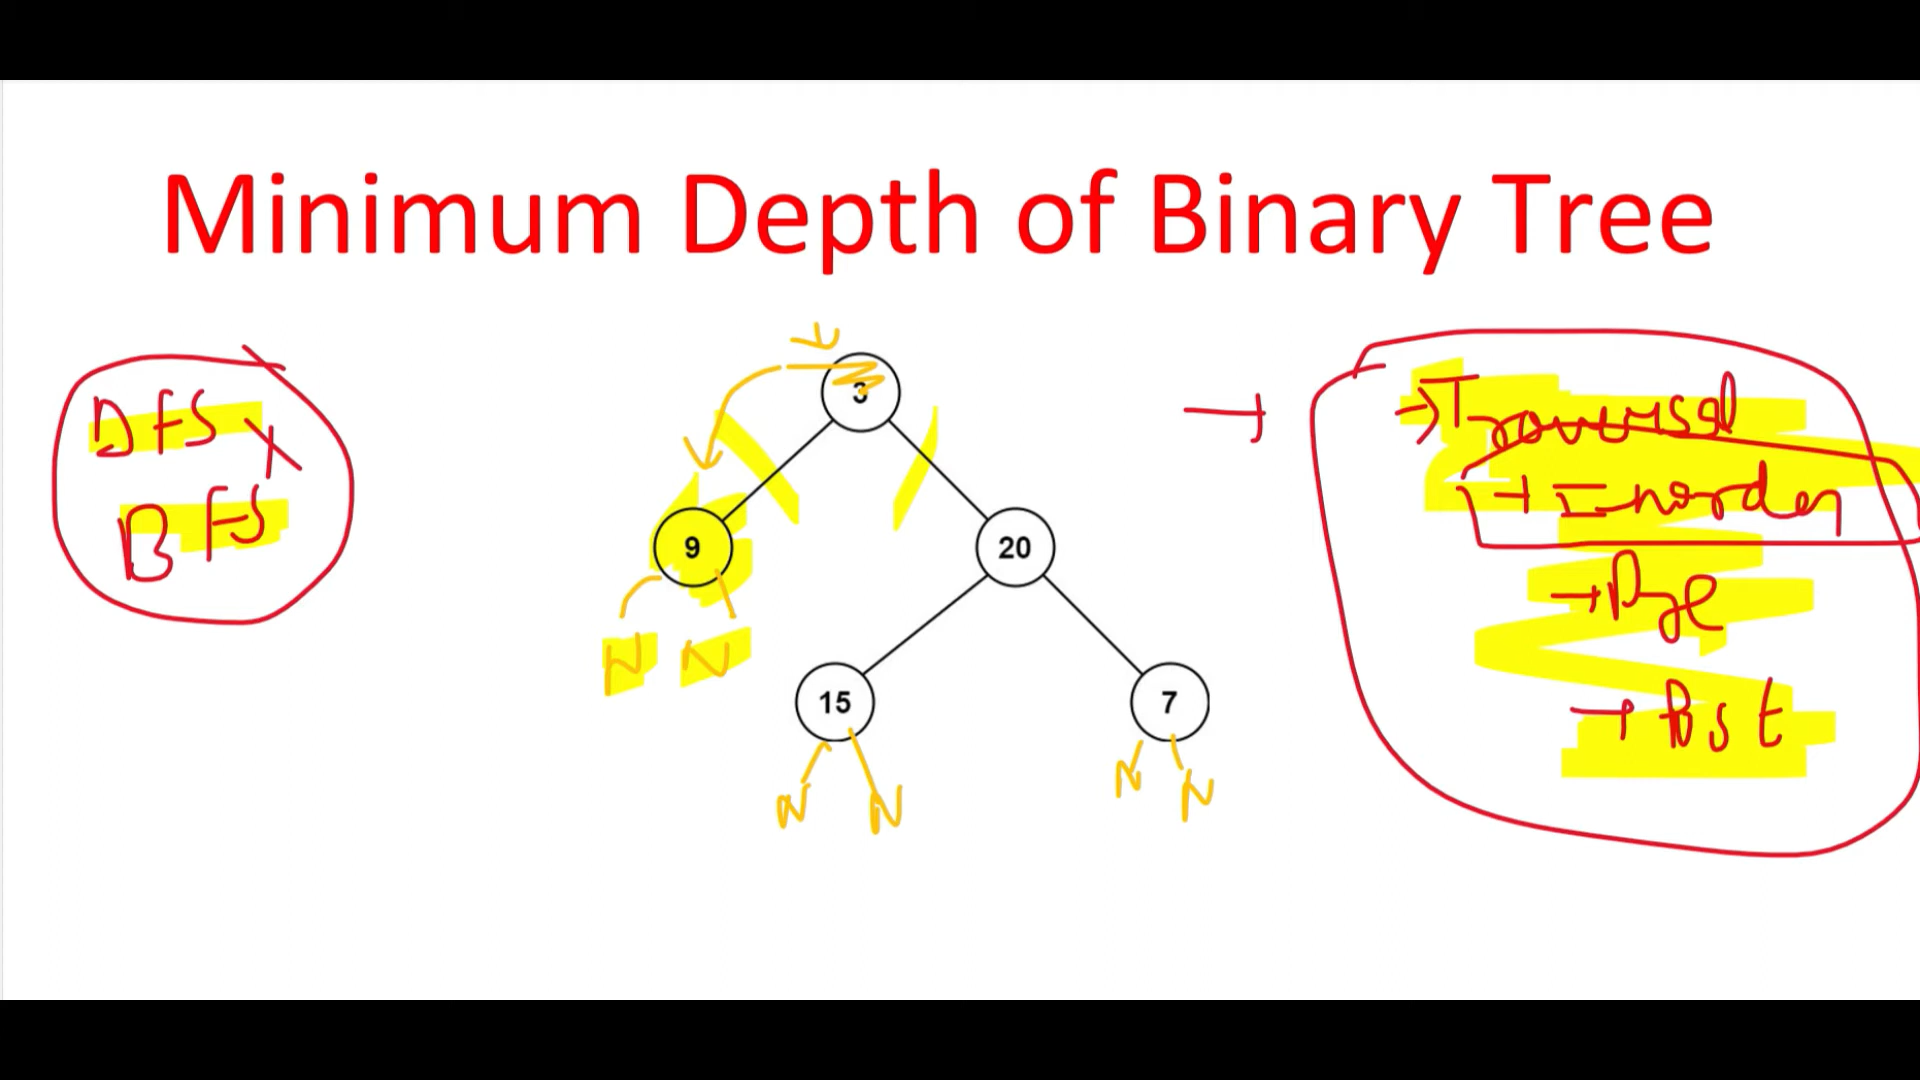 Minimum Depth of Binary Tree
DFS
BFS
3
9
20
15
7
N N
N N
N N
Traversal
Inorder
Pre
Post